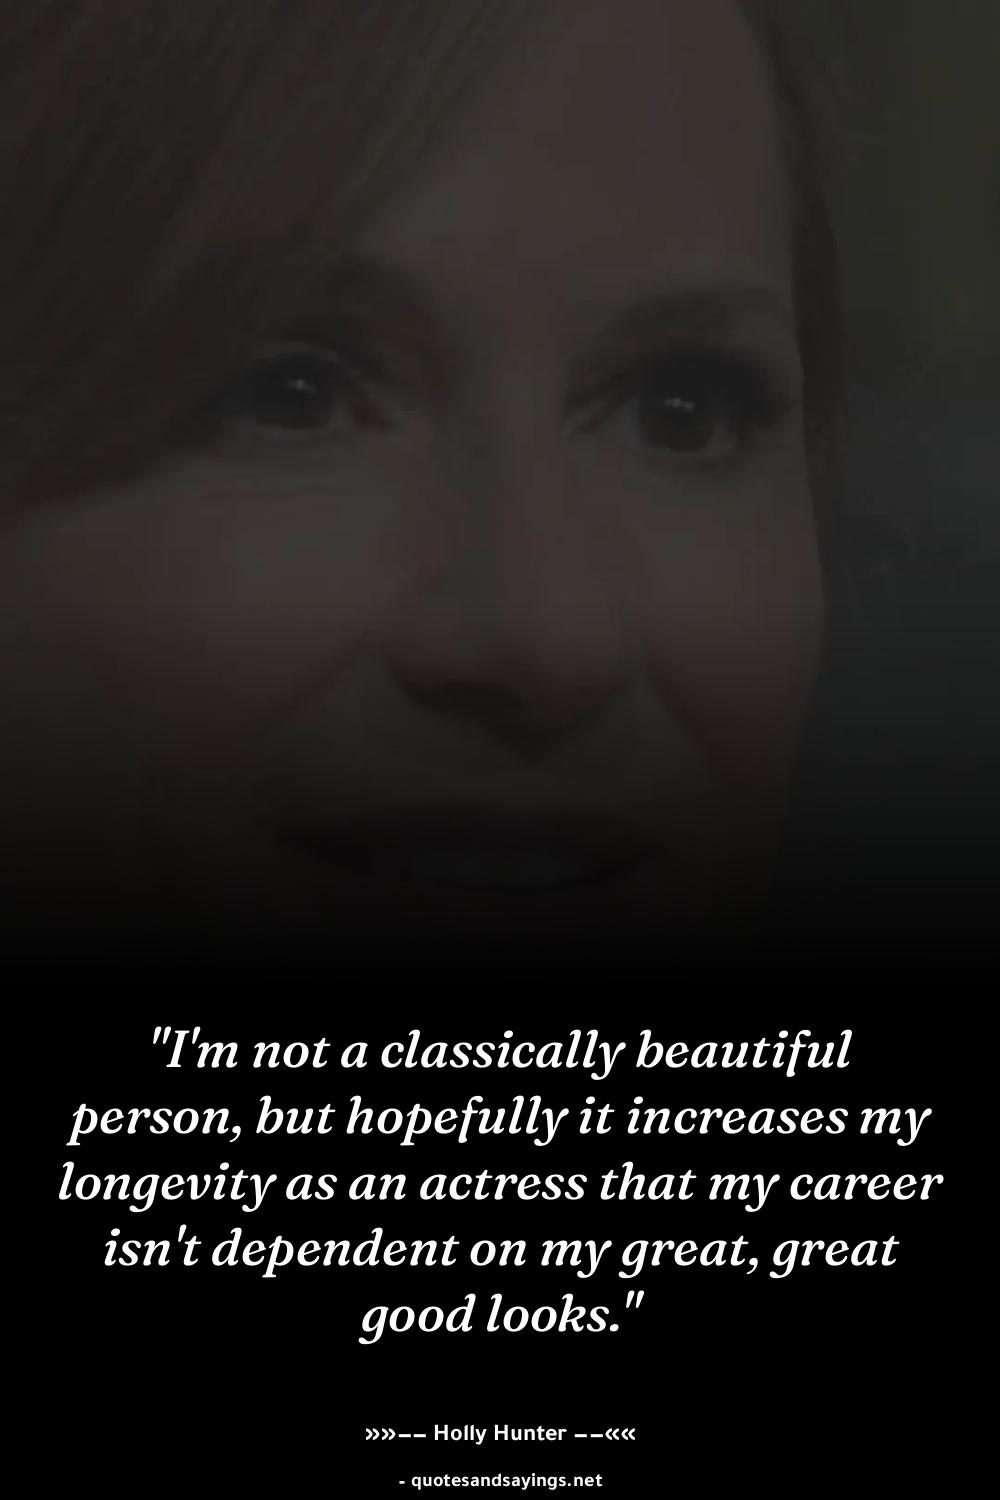 "I'm not a classically beautiful
person, but hopefully it increases my
longevity as an actress that my career
isn't dependent on my great, great
good looks."
»»–– Holly Hunter ––««
- quotesandsayings.net